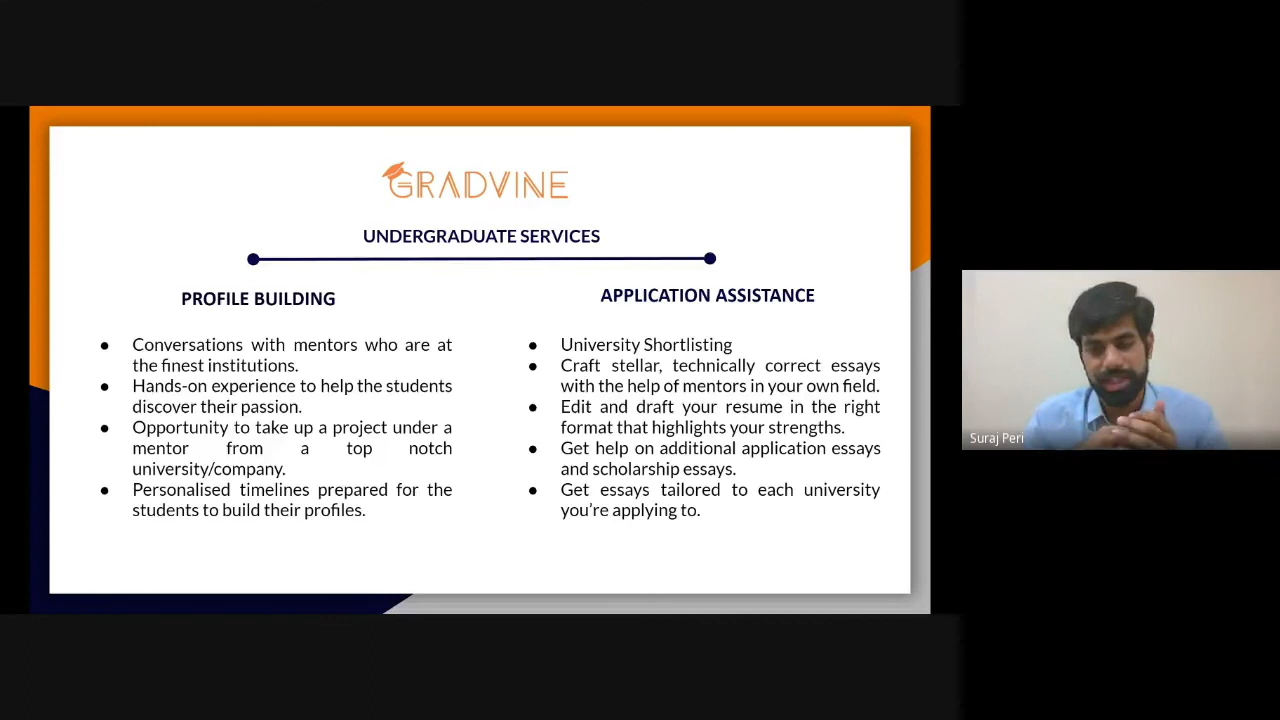 GRADVINE
UNDERGRADUATE SERVICES
PROFILE BUILDING
● Conversations with mentors who are at
the finest institutions.
● Hands-on experience to help the students
discover their passion.
● Opportunity to take up a project under a
mentor from a top notch
university/company.
● Personalised timelines prepared for the
students to build their profiles.
APPLICATION ASSISTANCE
● University Shortlisting
● Craft stellar, technically correct essays
with the help of mentors in your own field.
● Edit and draft your resume in the right
format that highlights your strengths.
● Get help on additional application essays
and scholarship essays.
● Get essays tailored to each university
you’re applying to.
Suraj Peri